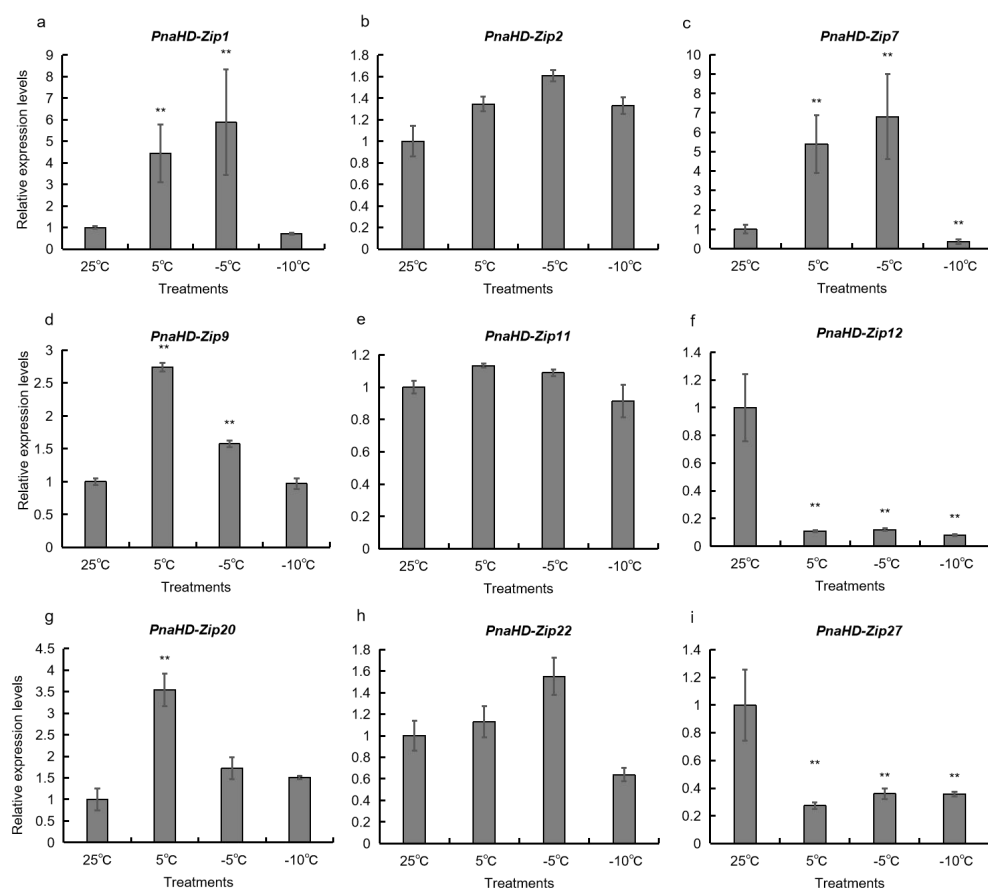 a
PnaHD-Zip1
Relative expression levels
9
8
7
6
5
4
3
2
1
0
**
**
25℃ 5℃ -5℃ -10℃
Treatments
b
PnaHD-Zip2
1.8
1.6
1.4
1.2
1
0.8
0.6
0.4
0.2
0
25℃ 5℃ -5℃ -10℃
Treatments
c
PnaHD-Zip7
10
9
8
7
6
5
4
3
2
1
0
**
**
**
25℃ 5℃ -5℃ -10℃
Treatments
d
PnaHD-Zip9
Relative expression levels
3
2.5
2
1.5
1
0.5
0
**
**
25℃ 5℃ -5℃ -10℃
Treatments
e
PnaHD-Zip11
1.2
1
0.8
0.6
0.4
0.2
0
25℃ 5℃ -5℃ -10℃
Treatments
f
PnaHD-Zip12
1.4
1.2
1
0.8
0.6
0.4
0.2
0
**
**
**
25℃ 5℃ -5℃ -10℃
Treatments
g
PnaHD-Zip20
Relative expression levels
4.5
4
3.5
3
2.5
2
1.5
1
0.5
0
**
25℃ 5℃ -5℃ -10℃
Treatments
h
PnaHD-Zip22
1.8
1.6
1.4
1.2
1
0.8
0.6
0.4
0.2
0
25℃ 5℃ -5℃ -10℃
Treatments
i
PnaHD-Zip27
1.4
1.2
1
0.8
0.6
0.4
0.2
0
**
**
**
25℃ 5℃ -5℃ -10℃
Treatments